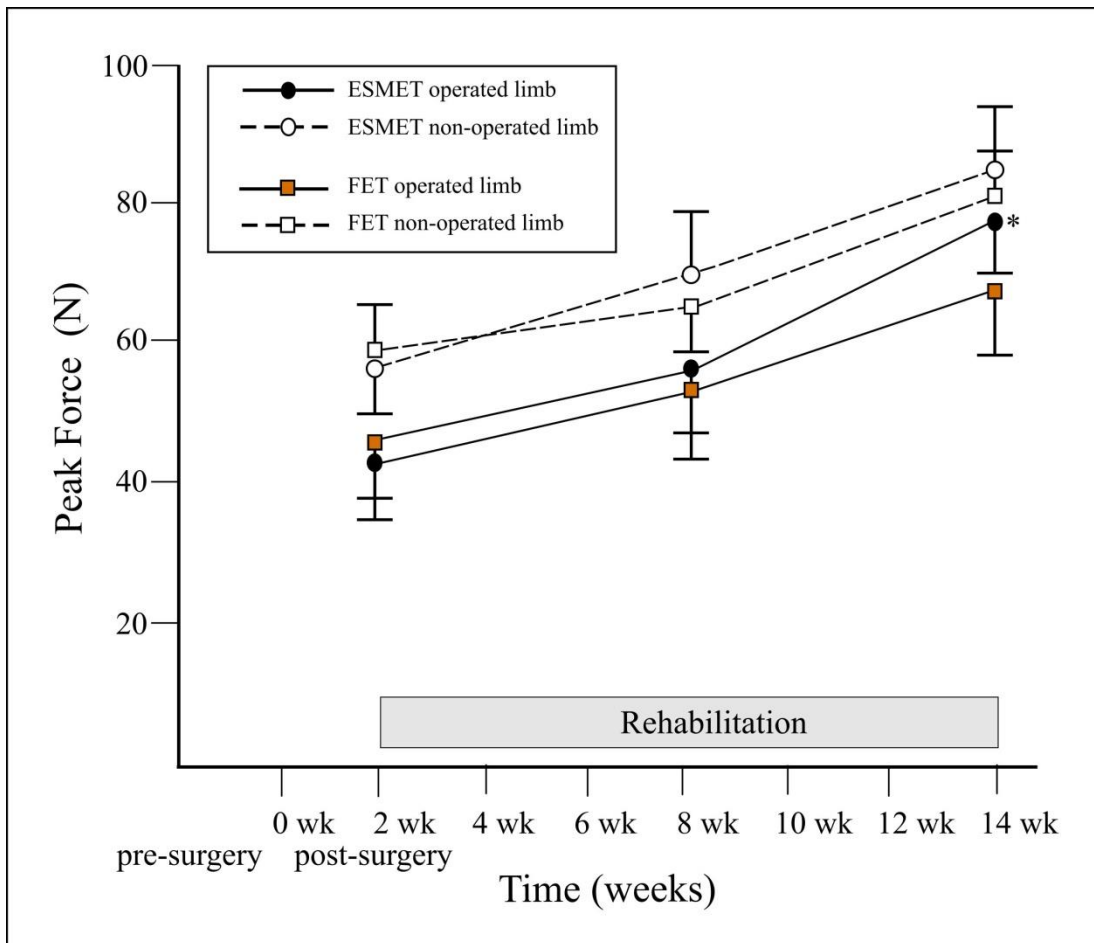 100
80
60
40
20
Peak Force (N)
ESMET operated limb
ESMET non-operated limb
FET operated limb
FET non-operated limb
*
Rehabilitation
0 wk 2 wk 4 wk 6 wk 8 wk 10 wk 12 wk 14 wk
pre-surgery post-surgery
Time (weeks)